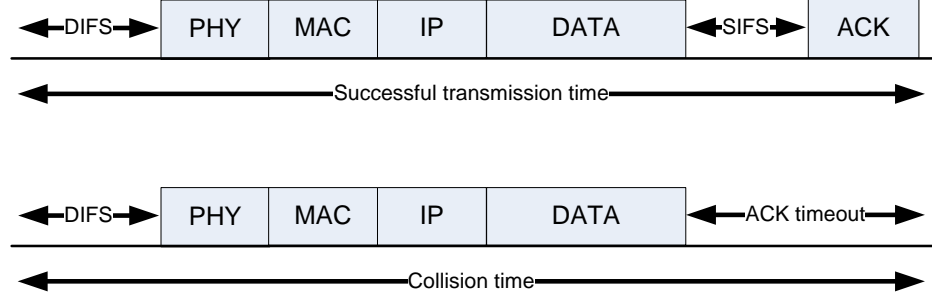 DIFS PHY MAC IP DATA SIFS ACK
Successful transmission time
DIFS PHY MAC IP DATA ACK timeout
Collision time